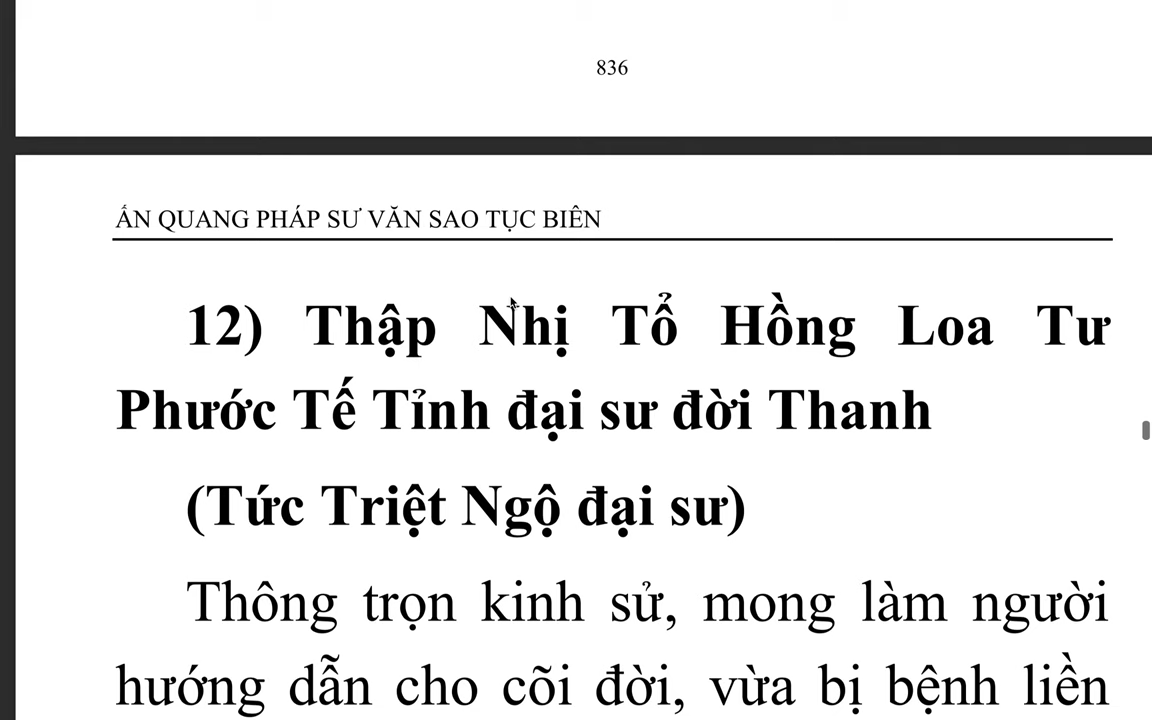 836
ẤN QUANG PHÁP SƯ VĂN SAO TỤC BIÊN
12) Thập Nhị Tổ Hồng Loa Tư
Phước Tế Tỉnh đại sư đời Thanh
(Tức Triệt Ngộ đại sư)
Thông trọn kinh sử, mong làm người
hướng dẫn cho cõi đời, vừa bị bệnh liền